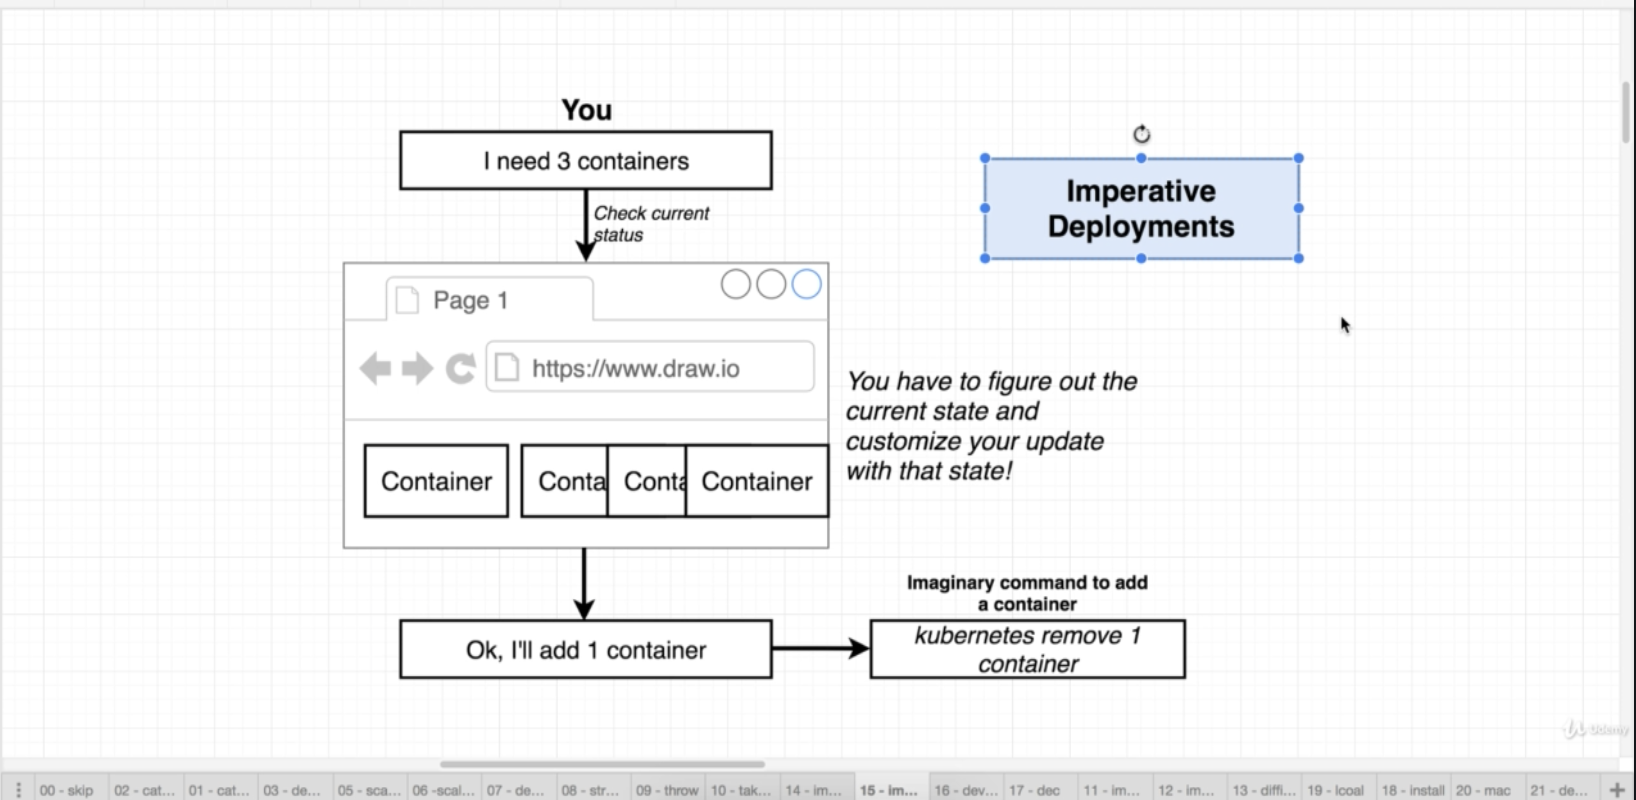 You
I need 3 containers
Check current
status
Imperative
Deployments
Page 1
https://www.draw.io
You have to figure out the
current state and
customize your update
with that state!
Container Conta Conta Container
Imaginary command to add
a container
Ok, I'll add 1 container
kubernetes remove 1
container
Udemy
00 - skip 02 - cat... 01 - cat... 03 - de... 05 - sca... 06 -scal... 07 - de... 08 - str... 09 - throw 10 - tak... 14 - im... 15 - im... 16 - dev... 17 - dec 11 - im... 12 - im... 13 - diffi... 19 - lcoal 18 - install 20 - mac 21 - de...